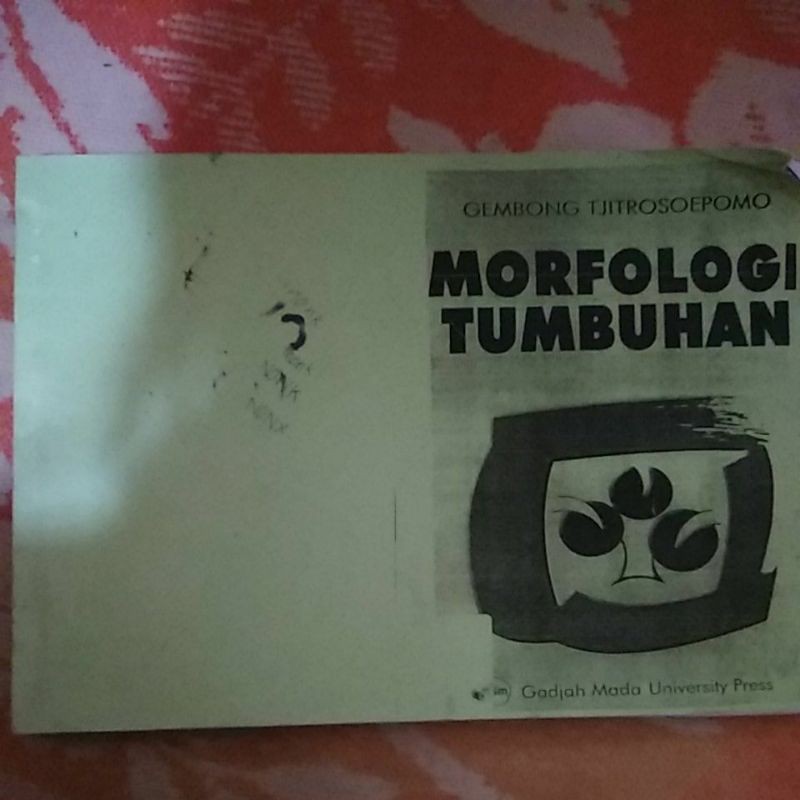 GEMBONG TJITROSOEPOMO
MORFOLOGI
TUMBUHAN
Gadjah Mada University Press